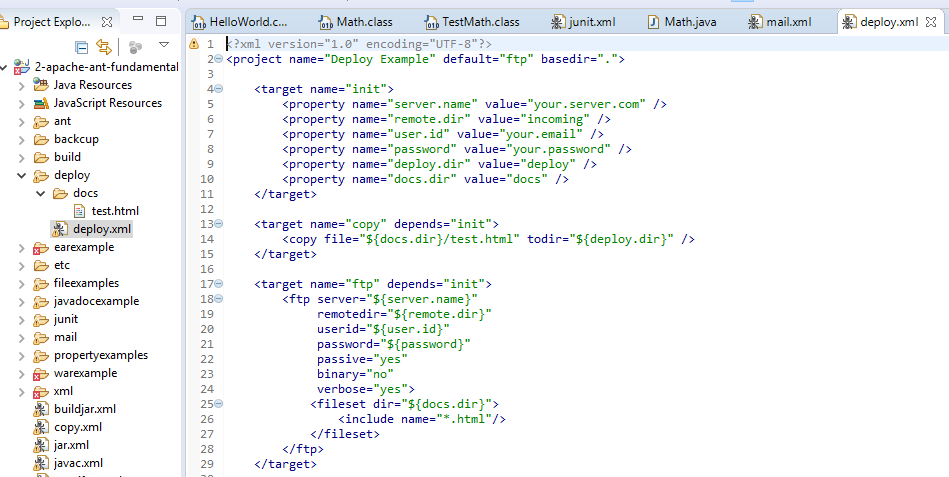 Project Explo...
2-apache-ant-fundamental
Java Resources
JavaScript Resources
ant
backcup
build
deploy
docs
test.html
deploy.xml
earexample
etc
fileexamples
javadocexample
junit
mail
propertyexamples
warexample
xml
buildjar.xml
copy.xml
jar.xml
javac.xml
HelloWorld.c... Math.class TestMath.class junit.xml Math.java mail.xml deploy.xml
1 <?xml version="1.0" encoding="UTF-8"?>
2 <project name="Deploy Example" default="ftp" basedir=".">
3
4 <target name="init">
5 <property name="server.name" value="your.server.com" />
6 <property name="remote.dir" value="incoming" />
7 <property name="user.id" value="your.email" />
8 <property name="password" value="your.password" />
9 <property name="deploy.dir" value="deploy" />
10 <property name="docs.dir" value="docs" />
11 </target>
12
13 <target name="copy" depends="init">
14 <copy file="${docs.dir}/test.html" todir="${deploy.dir}" />
15 </target>
16
17 <target name="ftp" depends="init">
18 <ftp server="${server.name}"
19 remotedir="${remote.dir}"
20 userid="${user.id}"
21 password="${password}"
22 passive="yes"
23 binary="no"
24 verbose="yes">
25 <fileset dir="${docs.dir}">
26 <include name="*.html"/>
27 </fileset>
28 </ftp>
29 </target>